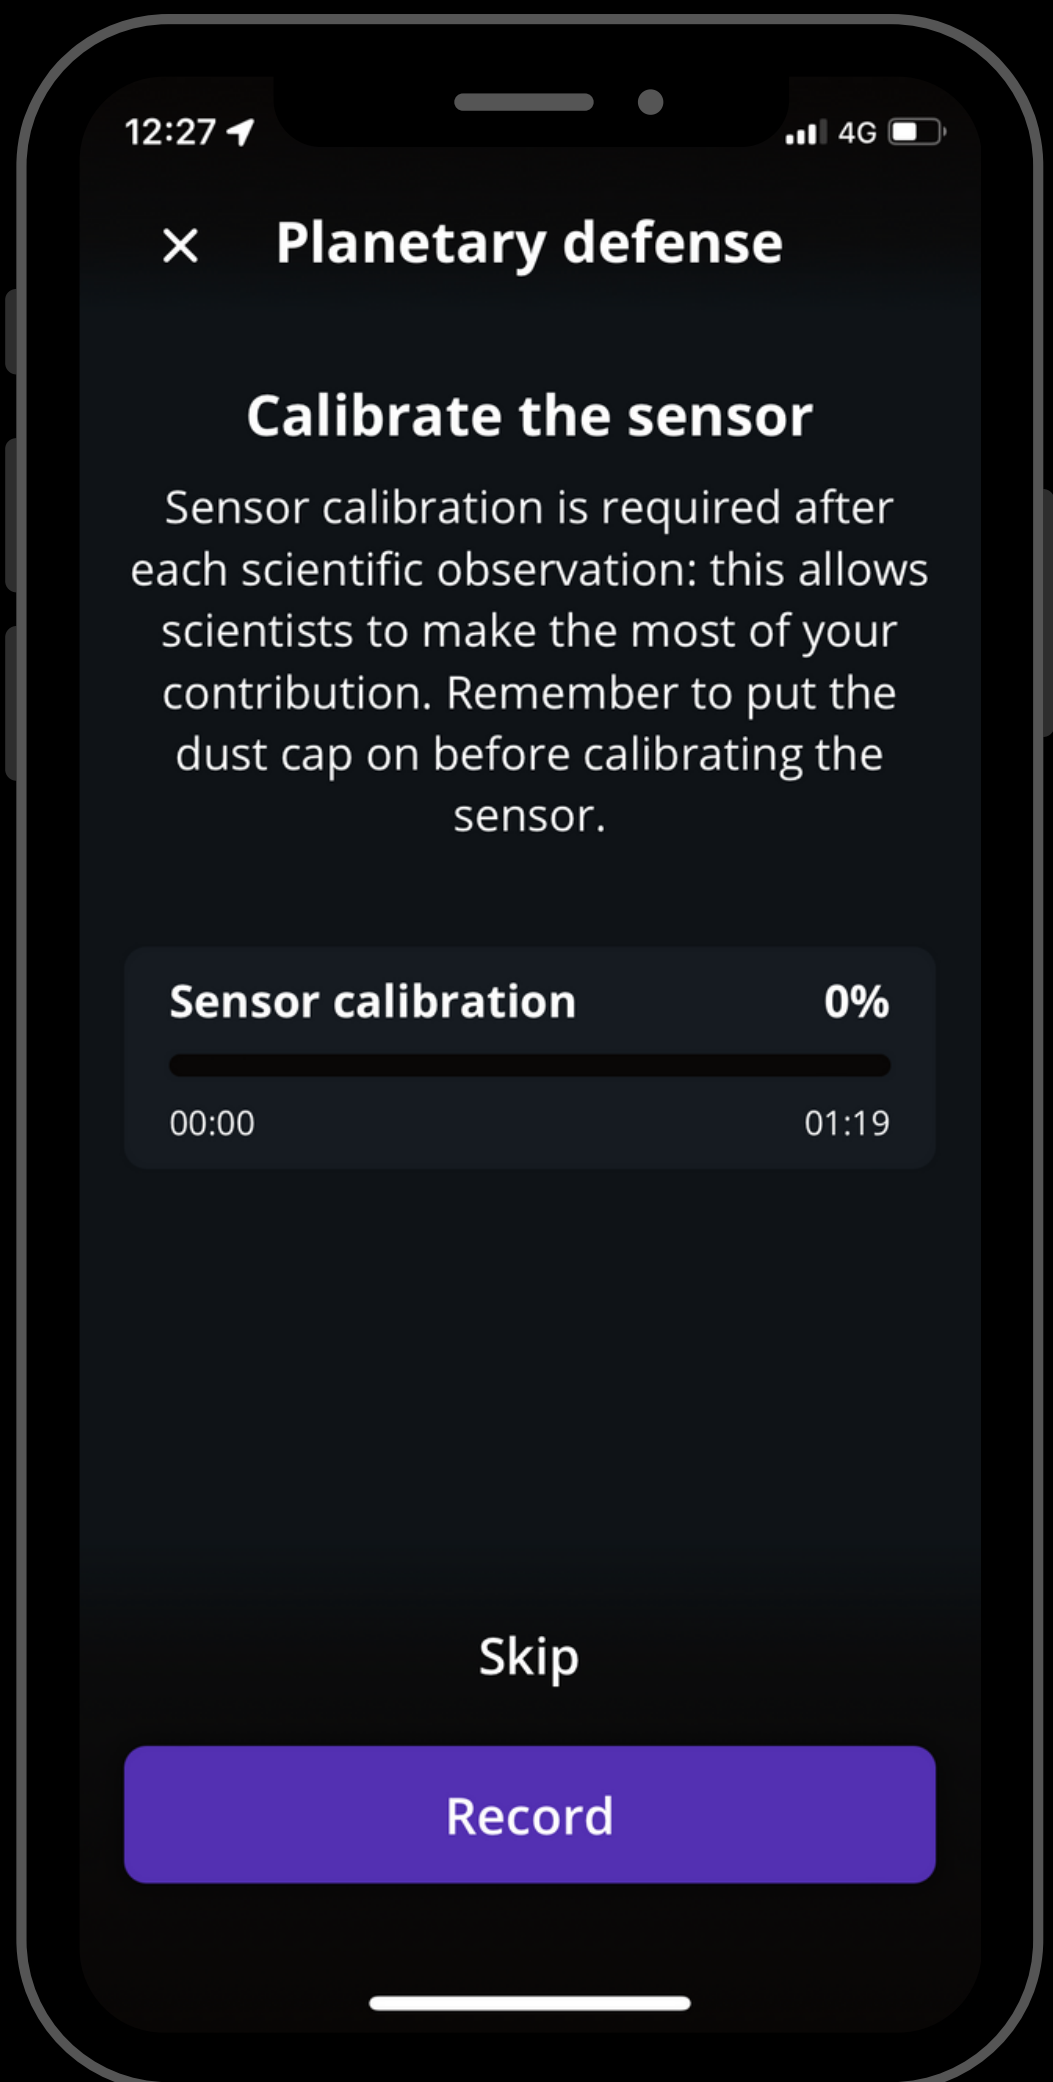 12:27
4G
Planetary defense
Calibrate the sensor
Sensor calibration is required after
each scientific observation: this allows
scientists to make the most of your
contribution. Remember to put the
dust cap on before calibrating the
sensor.
Sensor calibration 0%
00:00 01:19
Skip
Record